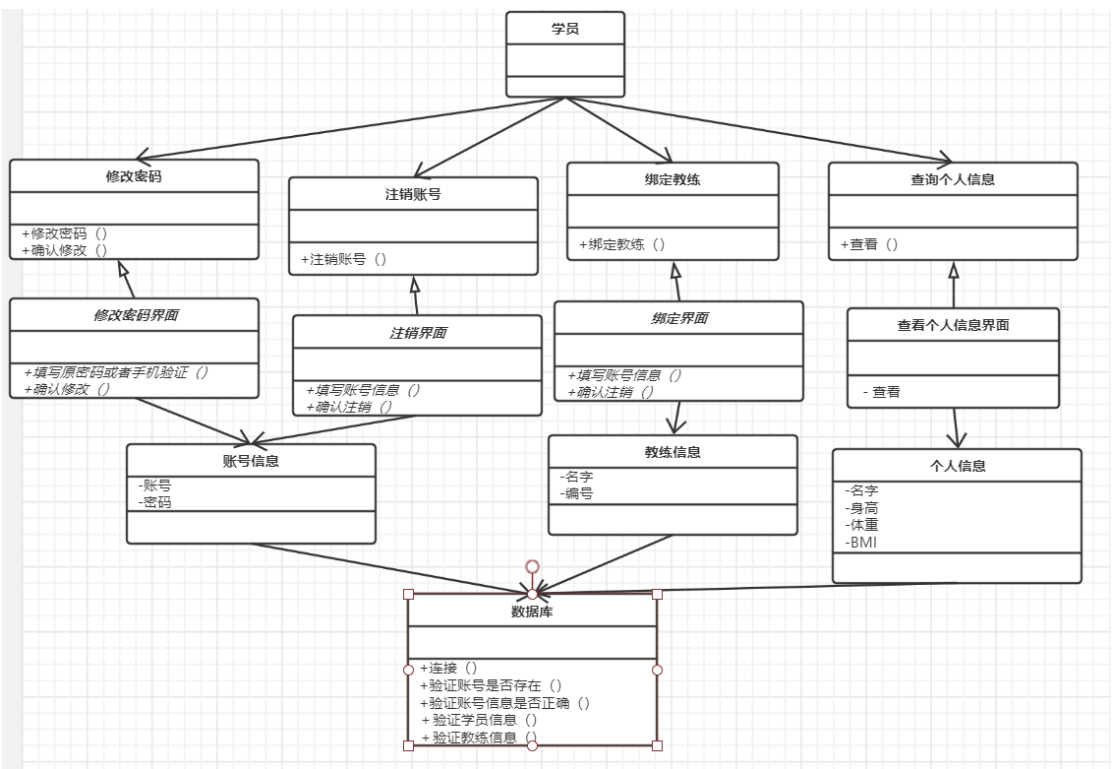 学员
修改密码
+修改密码（）
+确认修改（）
注销账号
+注销账号（）
绑定教练
+绑定教练（）
查询个人信息
+查看（）
修改密码界面
+填写原密码或者手机验证（）
+确认修改（）
注销界面
+填写账号信息（）
+确认注销（）
绑定界面
+填写账号信息（）
+确认注销（）
查看个人信息界面
- 查看
账号信息
-账号
-密码
教练信息
-名字
-编号
个人信息
-名字
-身高
-体重
-BMI
数据库
+连接（）
+验证账号是否存在（）
+验证账号信息是否正确（）
+ 验证学员信息（）
+ 验证教练信息（）